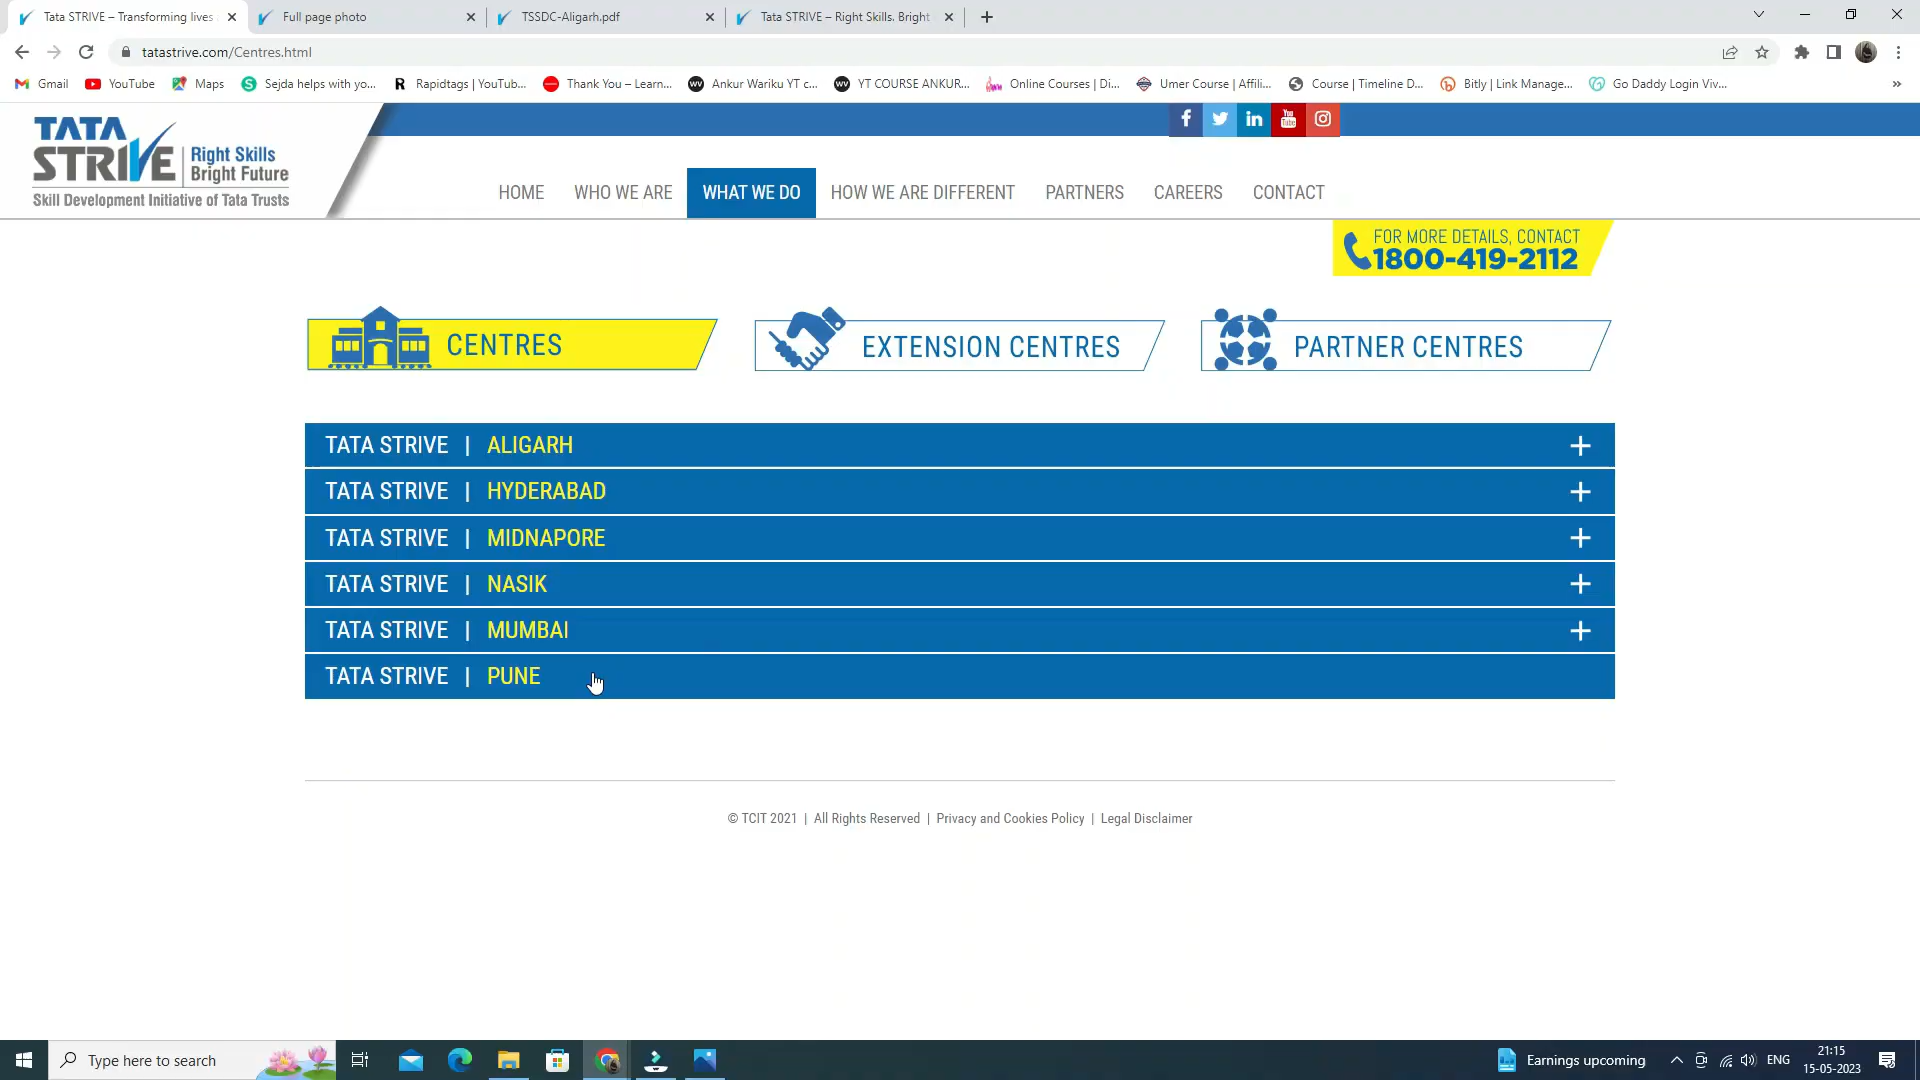 Tata STRIVE – Transforming lives
Full page photo
TSSDC-Aligarh.pdf
Tata STRIVE – Right Skills. Bright
tatastrive.com/Centres.html
Gmail
YouTube
Maps
Sejda helps with yo...
Rapidtags | YouTub...
Thank You – Learn...
Ankur Wariku YT c...
YT COURSE ANKUR...
Online Courses | Di...
Umer Course | Affili...
Course | Timeline D...
Bitly | Link Manage...
Go Daddy Login Viv...
TATA
STRIVE
Right Skills
Bright Future
Skill Development Initiative of Tata Trusts
HOME
WHO WE ARE
WHAT WE DO
HOW WE ARE DIFFERENT
PARTNERS
CAREERS
CONTACT
FOR MORE DETAILS, CONTACT
1800-419-2112
CENTRES
EXTENSION CENTRES
PARTNER CENTRES
TATA STRIVE | ALIGARH
TATA STRIVE | HYDERABAD
TATA STRIVE | MIDNAPORE
TATA STRIVE | NASIK
TATA STRIVE | MUMBAI
TATA STRIVE | PUNE
© TCIT 2021 | All Rights Reserved | Privacy and Cookies Policy | Legal Disclaimer
Type here to search
Earnings upcoming
ENG
21:15
15-05-2023